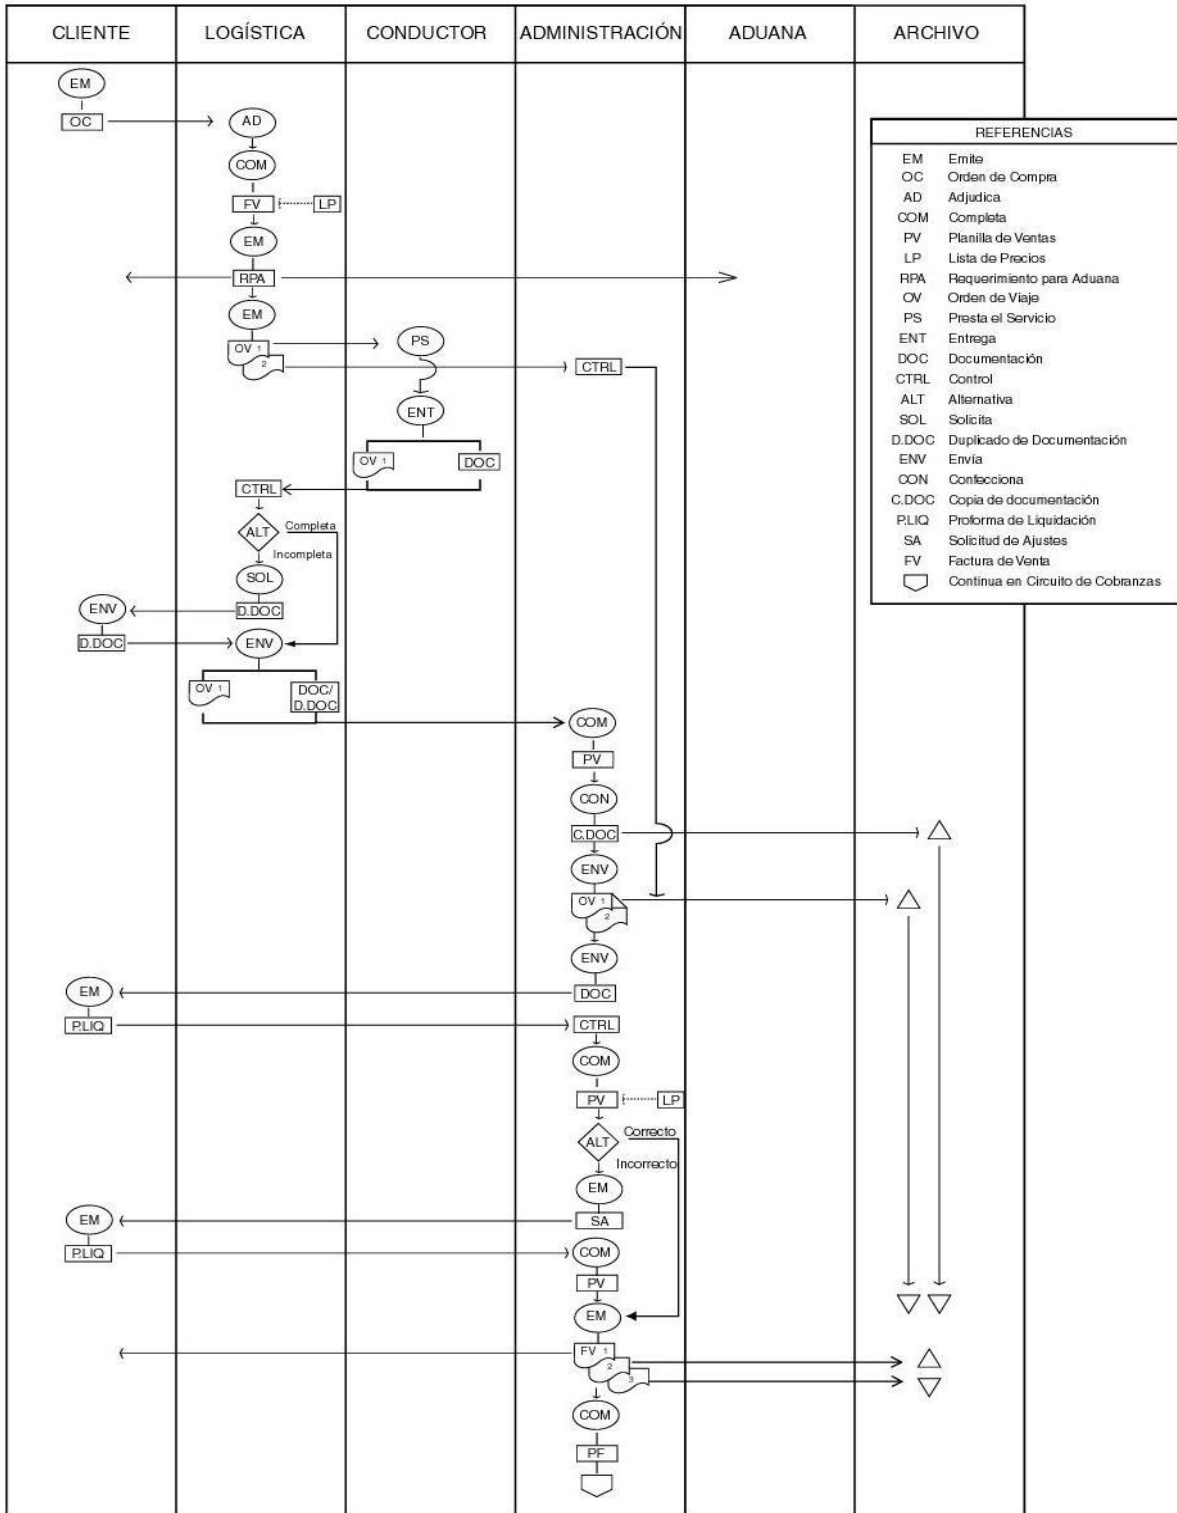 CLIENTE
LOGÍSTICA
CONDUCTOR
ADMINISTRACIÓN
ADUANA
ARCHIVO
EM
OC
AD
COM
FV
LP
EM
RPA
EM
OV 1
2
PS
CTRL
ENT
OV 1
DOC
CTRL
ALT
Completa
Incompleta
SOL
ENV
D.DOC
D.DOC
ENV
OV 1
DOC/
D.DOC
COM
PV
CON
C.DOC
ENV
OV 1
2
ENV
EM
DOC
P.LIQ
CTRL
COM
PV
LP
ALT
Correcto
Incorrecto
EM
EM
SA
P.LIQ
COM
PV
EM
FV 1
2
3
COM
PF
REFERENCIAS
EM Emite
OC Orden de Compra
AD Adjudica
COM Completa
PV Planilla de Ventas
LP Lista de Precios
RPA Requerimiento para Aduana
OV Orden de Viaje
PS Presta el Servicio
ENT Entrega
DOC Documentación
CTRL Control
ALT Alternativa
SOL Solicita
D.DOC Duplicado de Documentación
ENV Envía
CON Confecciona
C.DOC Copia de documentación
P.LIQ Proforma de Liquidación
SA Solicitud de Ajustes
FV Factura de Venta
Continua en Circuito de Cobranzas